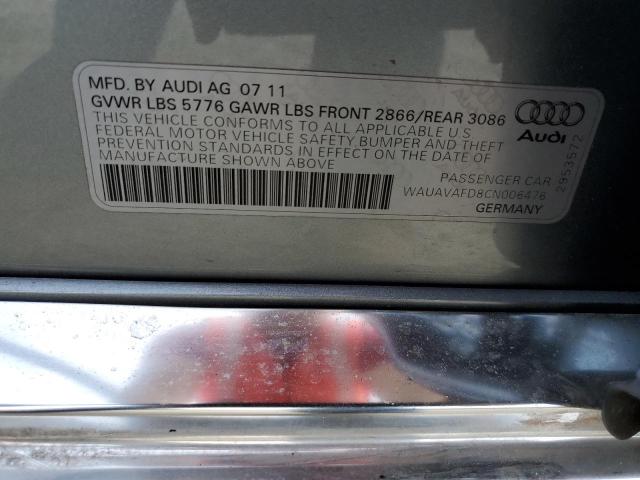 MFD. BY AUDI AG 07 11
GVWR LBS 5776 GAWR LBS FRONT 2866/REAR 3086
THIS VEHICLE CONFORMS TO ALL APPLICABLE U S
FEDERAL MOTOR VEHICLE SAFETY, BUMPER AND THEFT
PREVENTION STANDARDS IN EFFECT ON THE DATE OF
MANUFACTURE SHOWN ABOVE
Audi
PASSENGER CAR
WAUAVAFD8CN006476
GERMANY
2953572